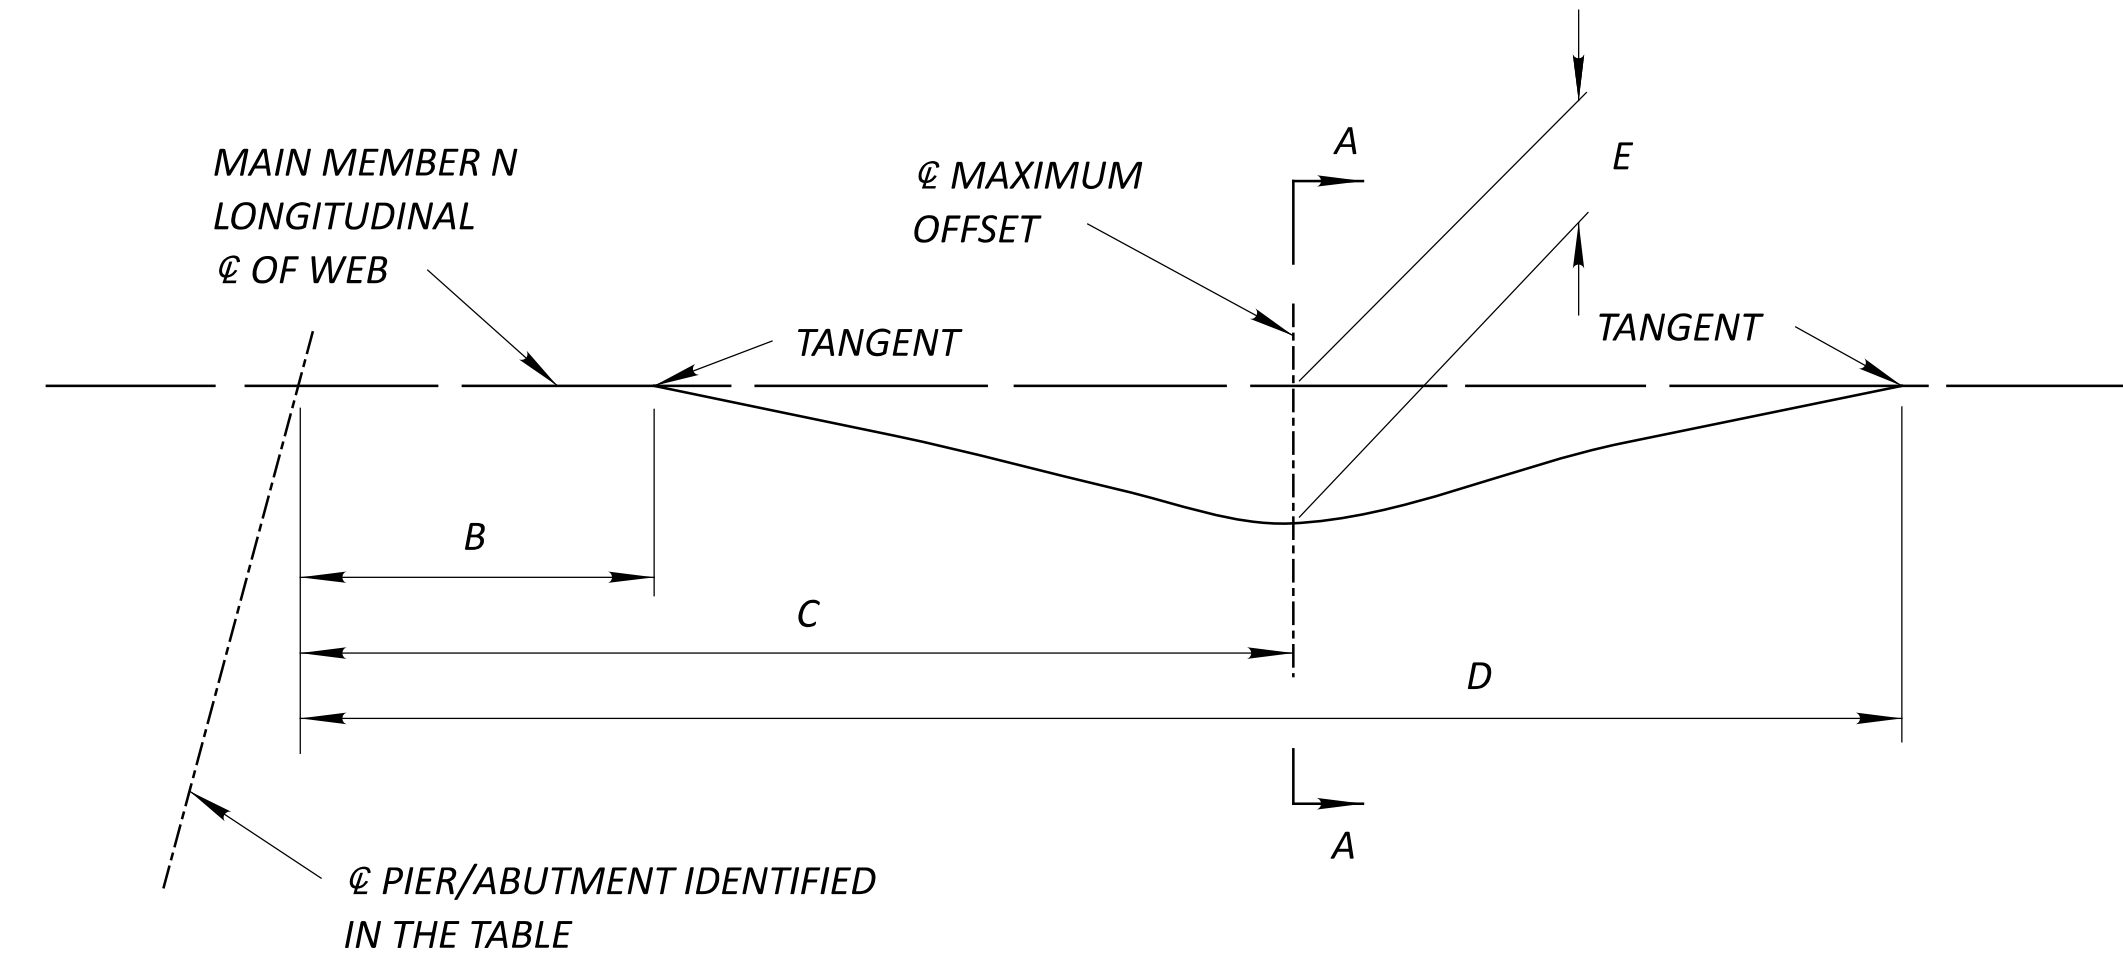 A
E
MAIN MEMBER N
LONGITUDINAL
℄ OF WEB
℄ MAXIMUM
OFFSET
TANGENT
TANGENT
B
C
D
A
℄ PIER/ABUTMENT IDENTIFIED
IN THE TABLE